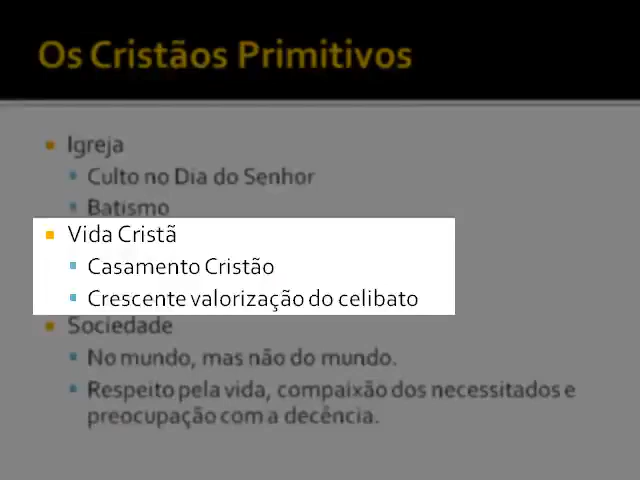 Os Cristãos Primitivos
Igreja
Culto no Dia do Senhor
Batismo
Vida Cristã
Casamento Cristão
Crescente valorização do celibato
Sociedade
No mundo, mas não do mundo.
Respeito pela vida, compaixão dos necessitados e
preocupação com a decência.